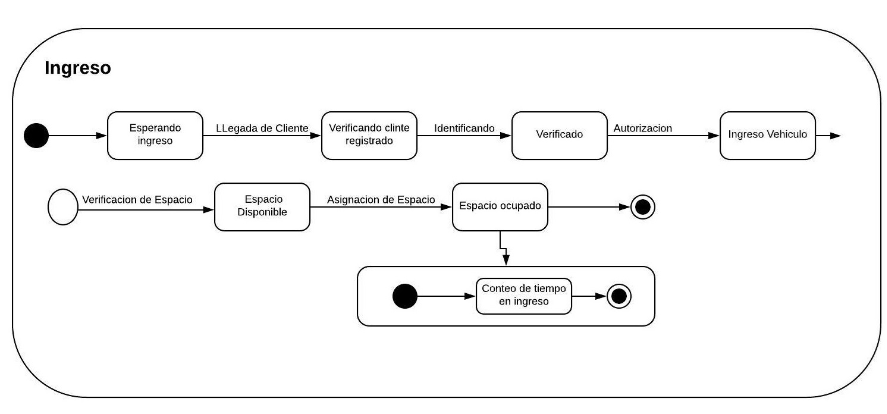 Ingreso
Esperando
ingreso
LLegada de Cliente
Verificando clinte
registrado
Identificando
Verificado
Autorizacion
Ingreso Vehiculo
Verificacion de Espacio
Espacio
Disponible
Asignacion de Espacio
Espacio ocupado
Conteo de tiempo
en ingreso